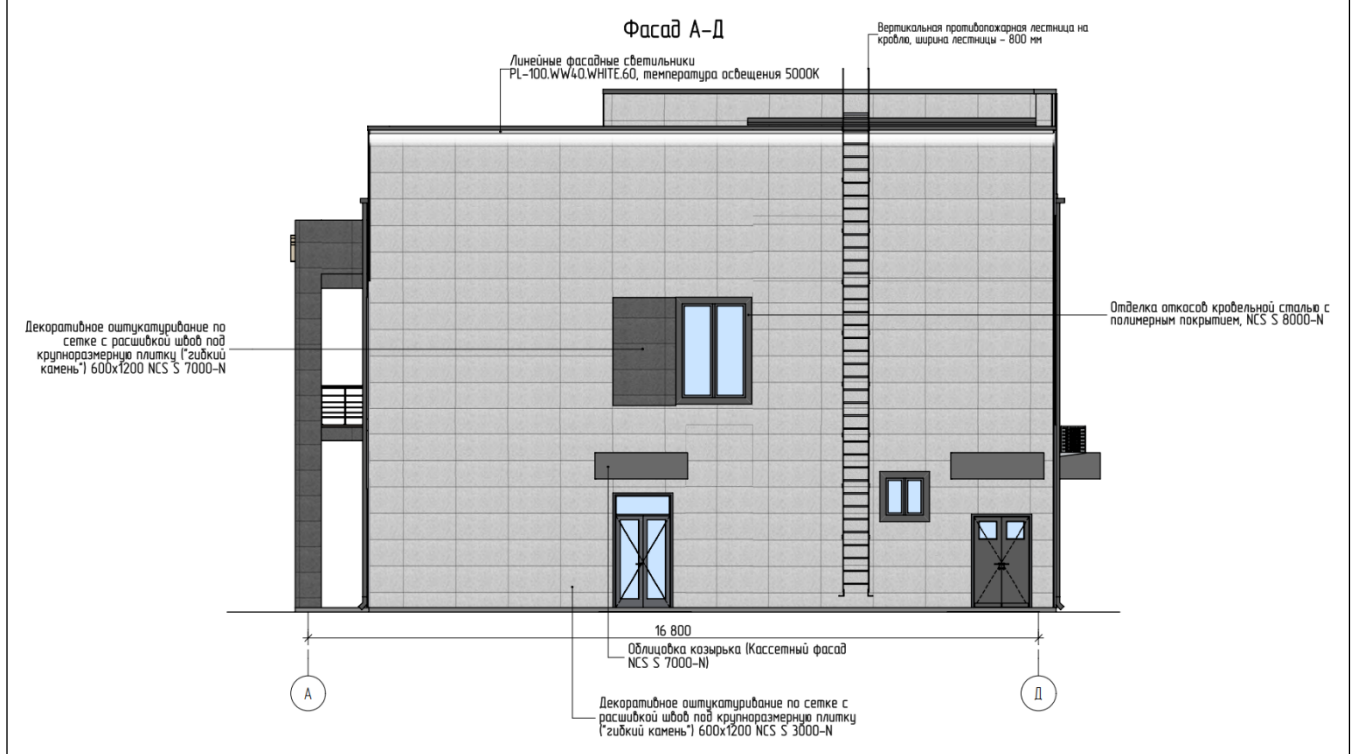 Фасад А-Д
Вертикальная противопожарная лестница на
кровлю, ширина лестницы - 800 мм
Линейные фасадные светильники
PL-100.WW40.WHITE.60, температура освещения 5000К
Отделка откосов кровельной сталью с
полимерным покрытием, NCS S 8000-N
Декоративное оштукатуривание по
сетке с расшивкой швов под
крупноразмерную плитку ("гибкий
камень") 600х1200 NCS S 7000-N
16 800
Облицовка козырька (Кассетный фасад
NCS S 7000-N)
А
Д
Декоративное оштукатуривание по сетке с
расшивкой швов под крупноразмерную плитку
("гибкий камень") 600х1200 NCS S 3000-N